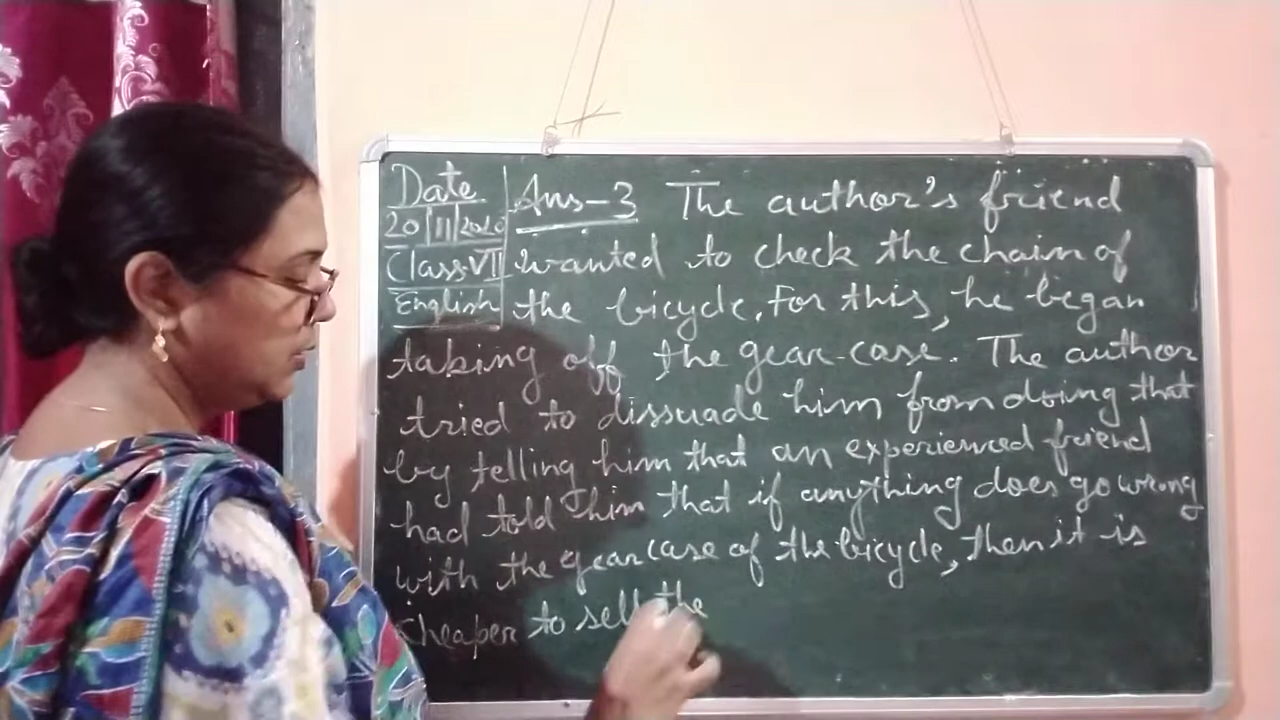 Date
20/11/2020
Class-VII
English
Ans-3 The author's friend
wanted to check the chain of
the bicycle. For this, he began
taking off the gear-case. The author
tried to dissuade him from doing that
by telling him that an experienced friend
had told him that if anything does go wrong
with the gear case of the bicycle, then it is
cheaper to sell the